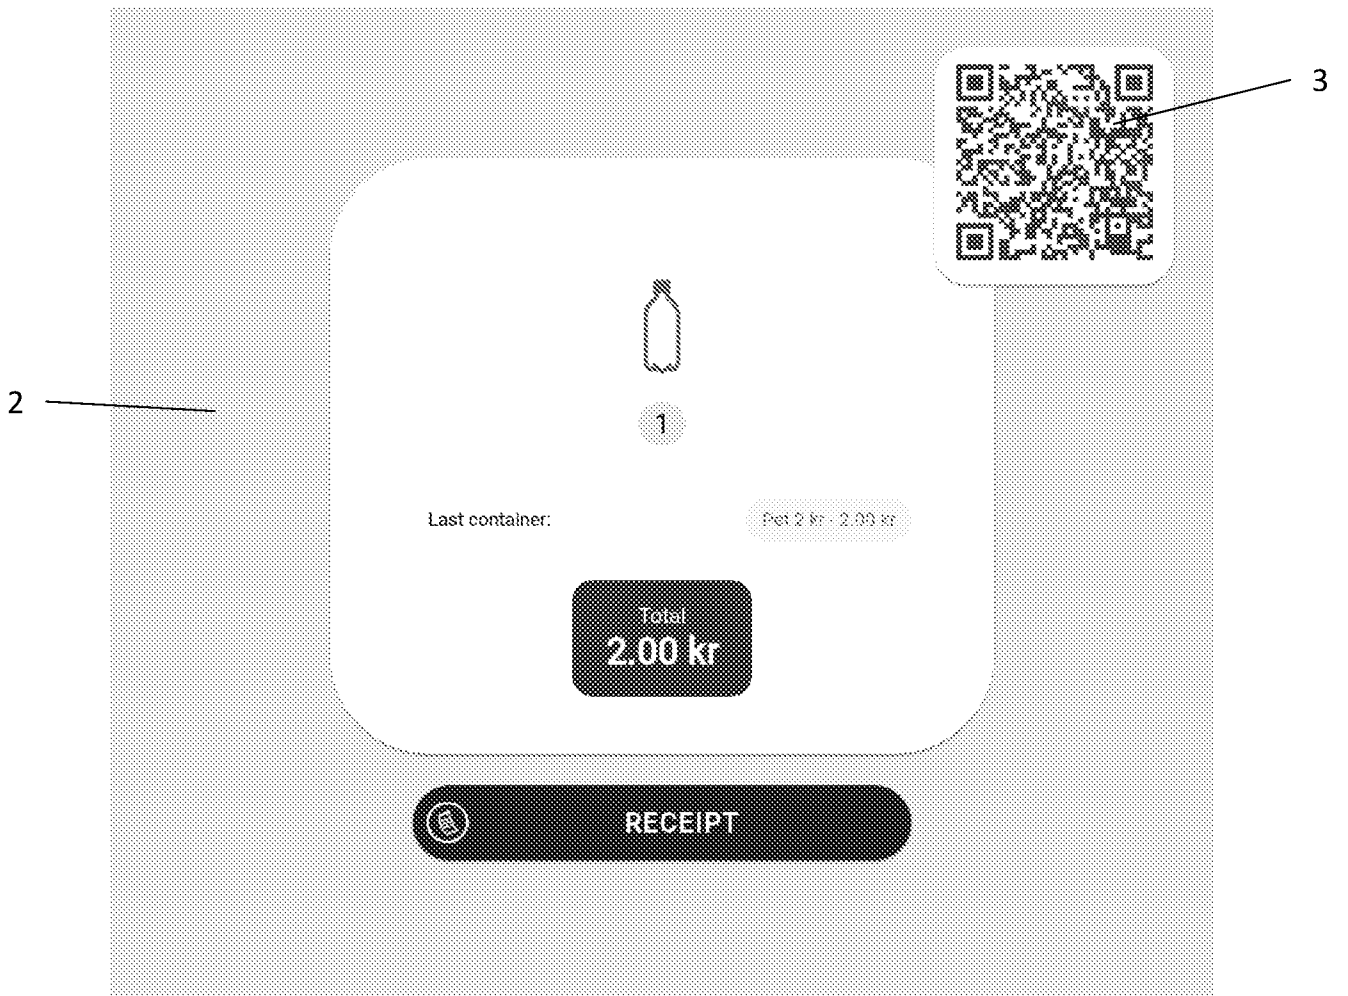 3
2
1
Last container:
Pet 2 kr - 2.00 kr
Total
2.00 kr
RECEIPT